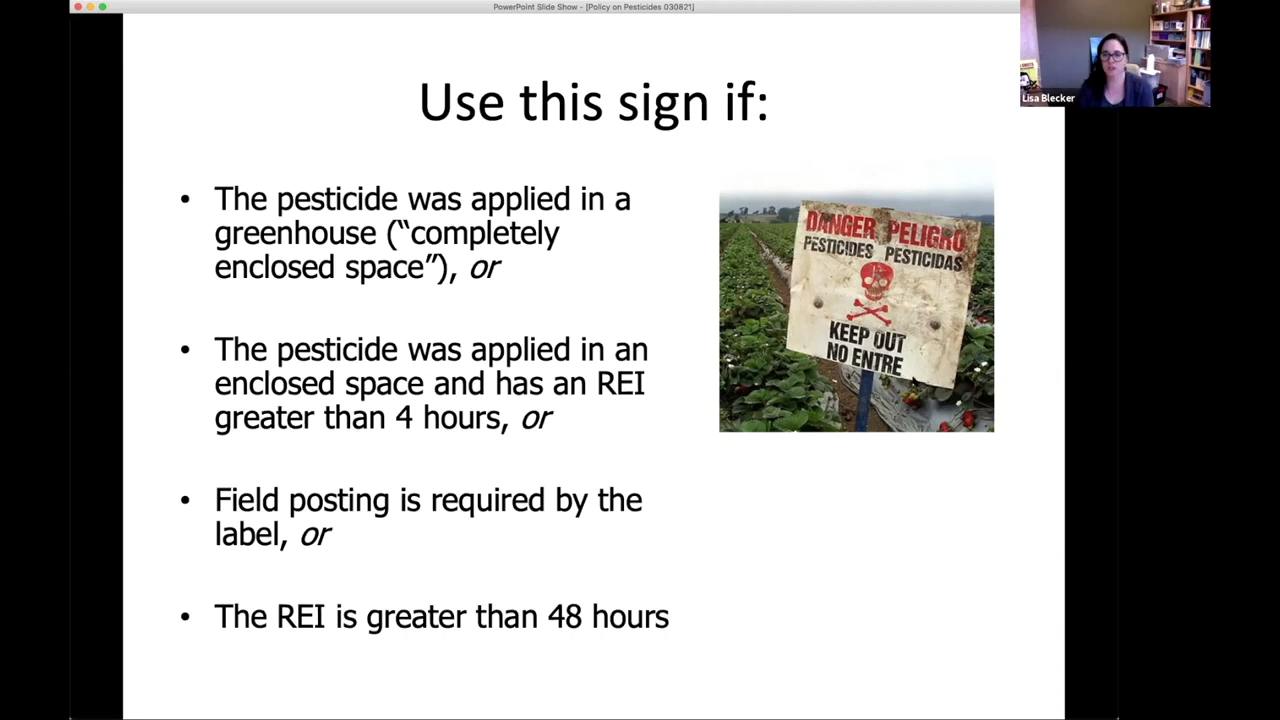 PowerPoint Slide Show - [Policy on Pesticides 030821]
Lisa Blecker
Use this sign if:
• The pesticide was applied in a
greenhouse (“completely
enclosed space”), or
• The pesticide was applied in an
enclosed space and has an REI
greater than 4 hours, or
• Field posting is required by the
label, or
• The REI is greater than 48 hours
DANGER PELIGRO
PESTICIDES PESTICIDAS
KEEP OUT
NO ENTRE